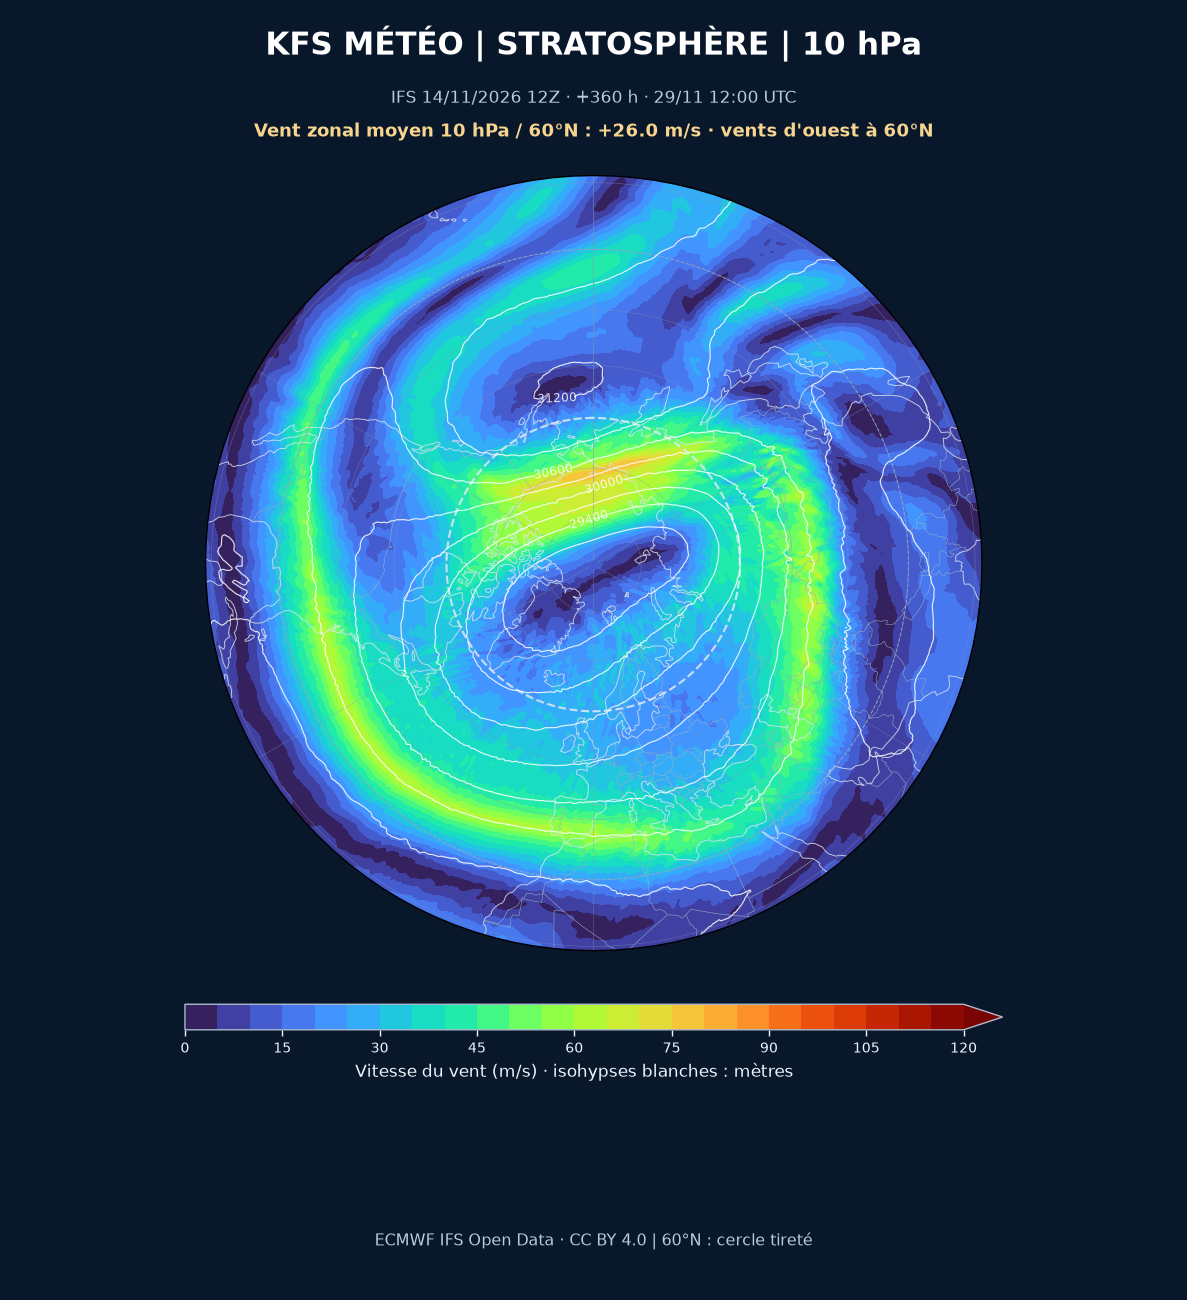 KFS MÉTÉO | STRATOSPHÈRE | 10 hPa
IFS 14/11/2026 12Z · +360 h · 29/11 12:00 UTC
Vent zonal moyen 10 hPa / 60°N : +26.0 m/s · vents d'ouest à 60°N
31200
30600
30000
29400
0 15 30 45 60 75 90 105 120
Vitesse du vent (m/s) · isohypses blanches : mètres
ECMWF IFS Open Data · CC BY 4.0 | 60°N : cercle tireté